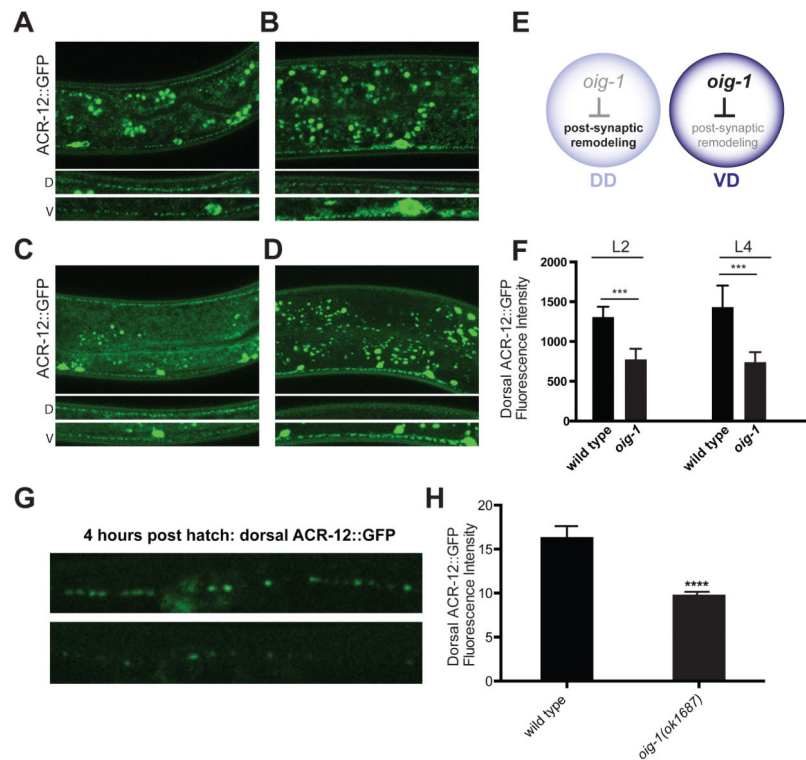 A
B
ACR-12::GFP
D
V
C
D
ACR-12::GFP
D
V
E
oig-1
post-synaptic
remodeling
DD
oig-1
post-synaptic
remodeling
VD
F
L2
L4
***
***
2000
1500
1000
500
0
Dorsal ACR-12::GFP
Fluorescence Intensity
wild type
oig-1
wild type
oig-1
G
4 hours post hatch: dorsal ACR-12::GFP
H
20
15
10
5
0
Dorsal ACR-12::GFP
Fluorescence Intensity
****
wild type
oig-1(ok1687)